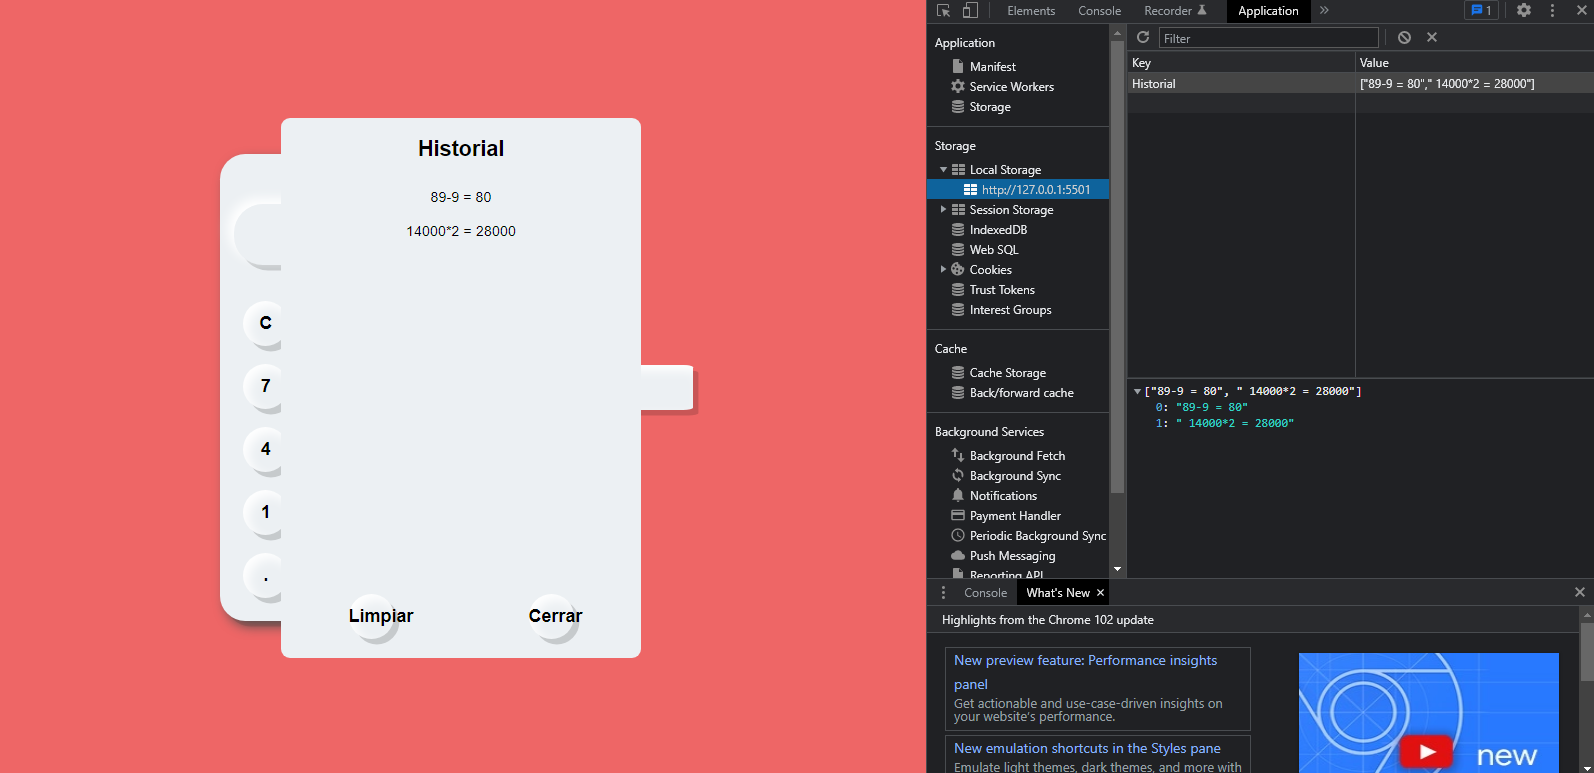 Historial
89-9 = 80
14000*2 = 28000
C
7
4
1
.
Limpiar
Cerrar
Elements Console Recorder Application » 1
Application
Manifest
Service Workers
Storage
Storage
Local Storage
http://127.0.0.1:5501
Session Storage
IndexedDB
Web SQL
Cookies
Trust Tokens
Interest Groups
Cache
Cache Storage
Back/forward cache
Background Services
Background Fetch
Background Sync
Notifications
Payment Handler
Periodic Background Sync
Push Messaging
Reporting API
Filter
Key Value
Historial ["89-9 = 80"," 14000*2 = 28000"]
["89-9 = 80", " 14000*2 = 28000"]
0: "89-9 = 80"
1: " 14000*2 = 28000"
Console What's New
Highlights from the Chrome 102 update
New preview feature: Performance insights
panel
Get actionable and use-case-driven insights on
your website's performance.
New emulation shortcuts in the Styles pane
Emulate light themes, dark themes, and more with
new